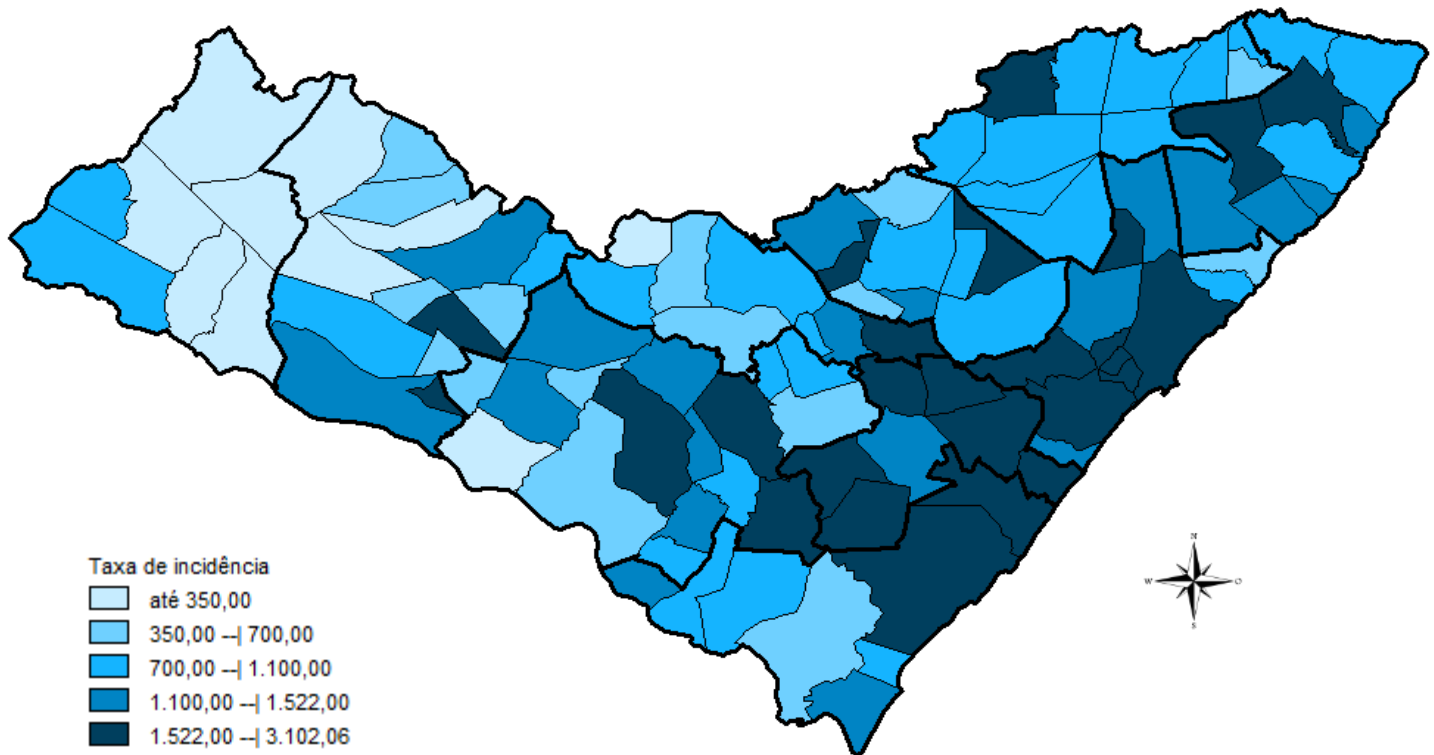 Taxa de incidência
até 350,00
350,00 --| 700,00
700,00 --| 1.100,00
1.100,00 --| 1.522,00
1.522,00 --| 3.102,06
N
W O
S